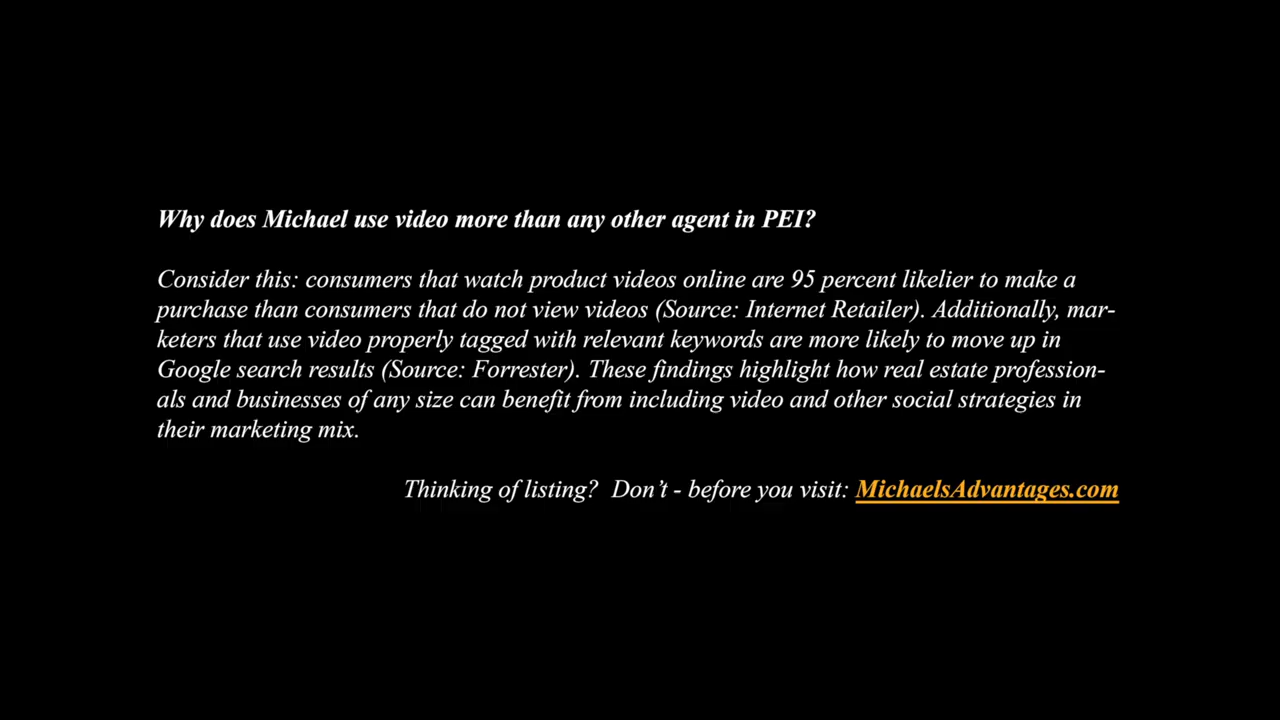 Why does Michael use video more than any other agent in PEI?
Consider this: consumers that watch product videos online are 95 percent likelier to make a
purchase than consumers that do not view videos (Source: Internet Retailer). Additionally, mar-
keters that use video properly tagged with relevant keywords are more likely to move up in
Google search results (Source: Forrester). These findings highlight how real estate profession-
als and businesses of any size can benefit from including video and other social strategies in
their marketing mix.
Thinking of listing?  Don’t - before you visit: MichaelsAdvantages.com